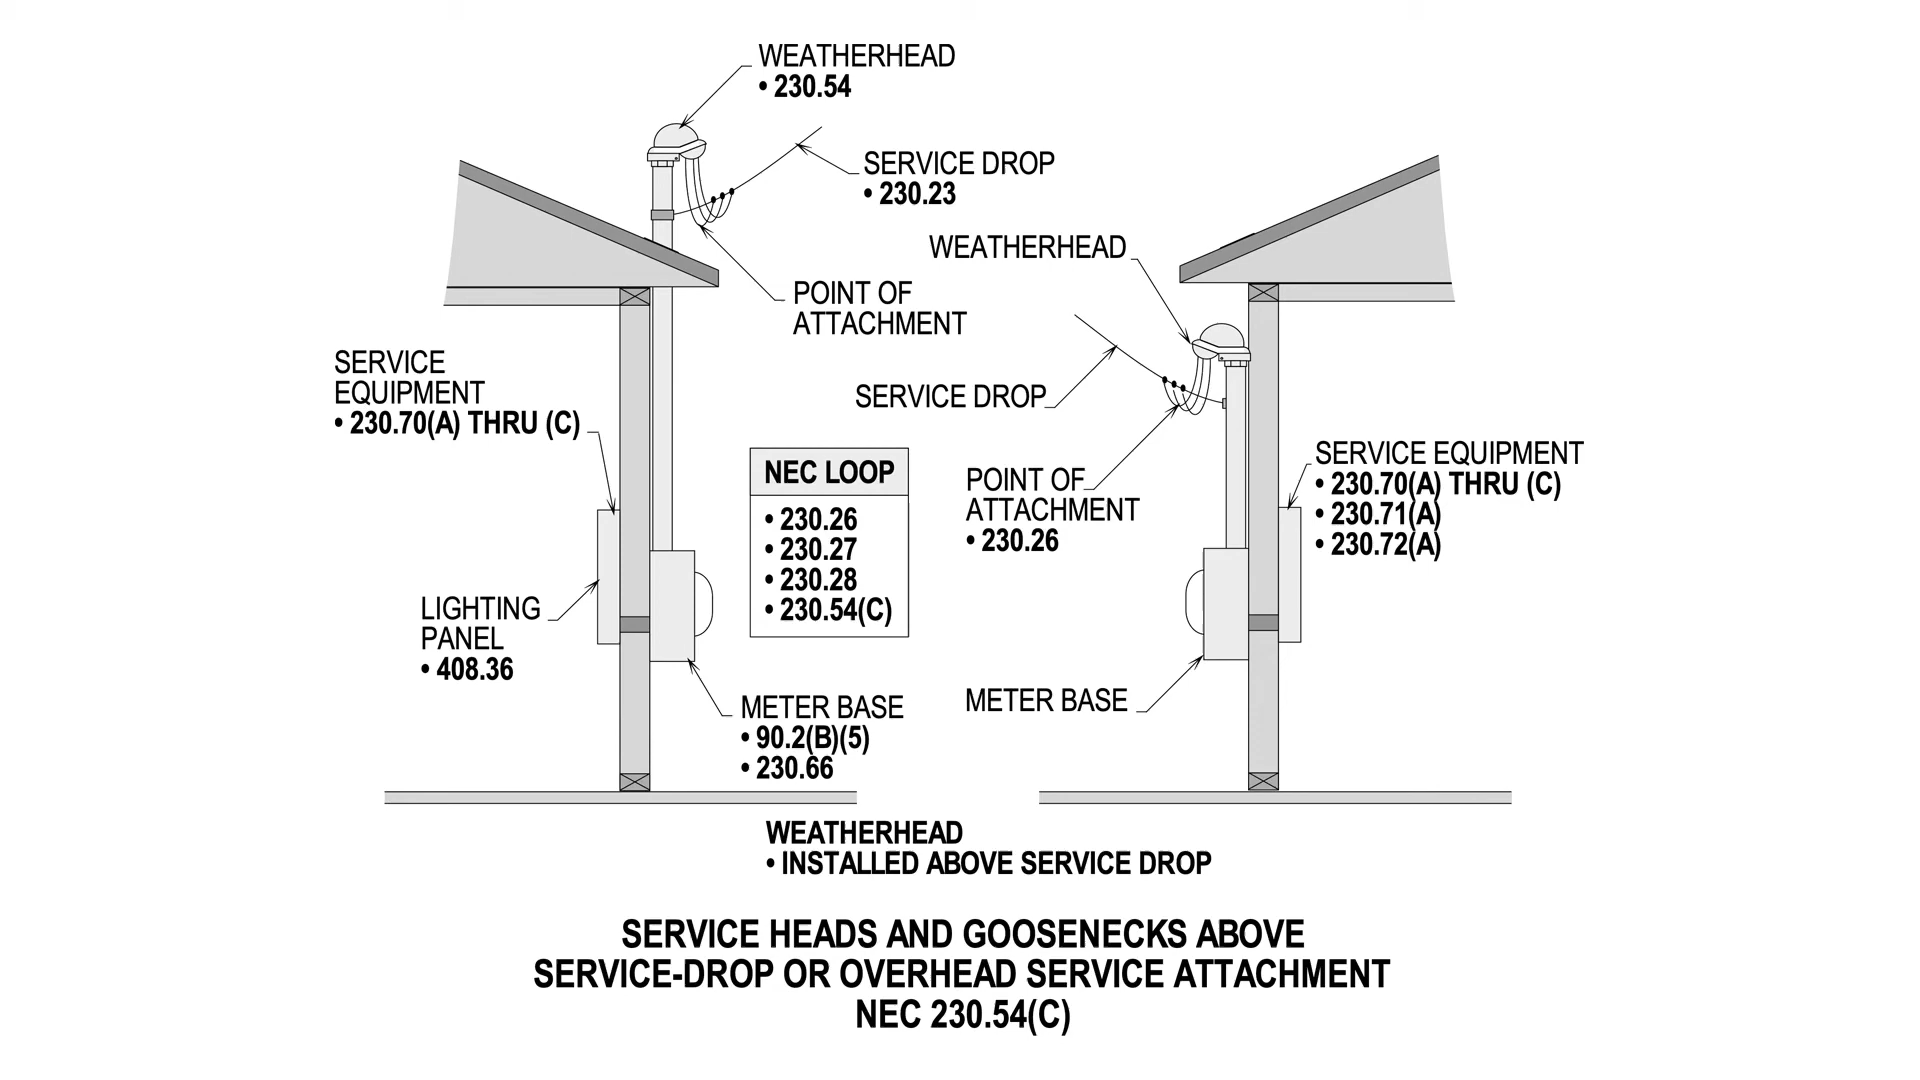 WEATHERHEAD
• 230.54
SERVICE DROP
• 230.23
POINT OF
ATTACHMENT
SERVICE
EQUIPMENT
• 230.70(A) THRU (C)
LIGHTING
PANEL
• 408.36
NEC LOOP
• 230.26
• 230.27
• 230.28
• 230.54(C)
METER BASE
• 90.2(B)(5)
• 230.66
WEATHERHEAD
SERVICE DROP
POINT OF
ATTACHMENT
• 230.26
SERVICE EQUIPMENT
• 230.70(A) THRU (C)
• 230.71(A)
• 230.72(A)
METER BASE
WEATHERHEAD
• INSTALLED ABOVE SERVICE DROP
SERVICE HEADS AND GOOSENECKS ABOVE
SERVICE-DROP OR OVERHEAD SERVICE ATTACHMENT
NEC 230.54(C)